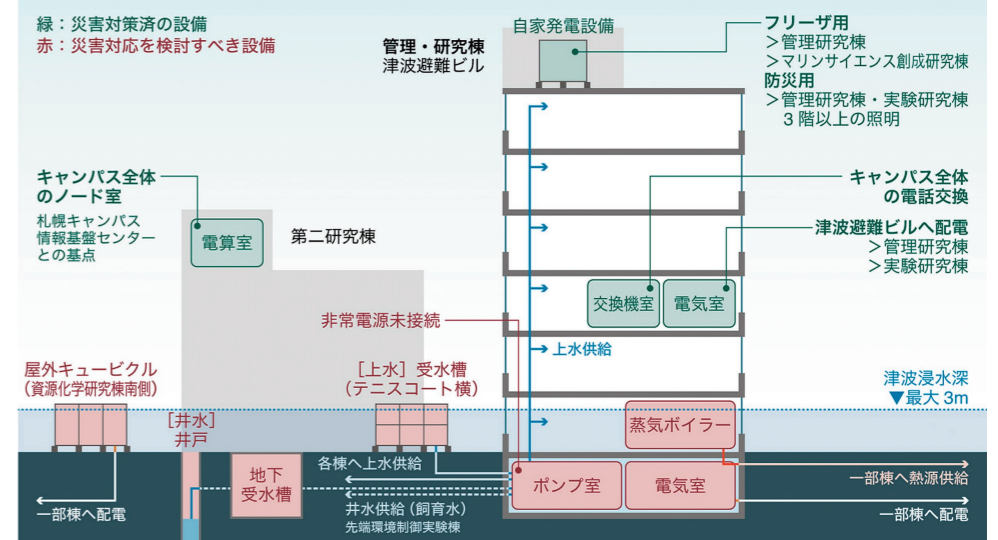 緑：災害対策済の設備
赤：災害対応を検討すべき設備
管理・研究棟
津波避難ビル
自家発電設備
フリーザ用
＞管理研究棟
＞マリンサイエンス創成研究棟
防災用
＞管理研究棟・実験研究棟
３階以上の照明
キャンパス全体
のノード室
札幌キャンパス
情報基盤センター
との基点
電算室
第二研究棟
キャンパス全体
の電話交換
津波避難ビルへ配電
＞管理研究棟
＞実験研究棟
交換機室
電気室
非常電源未接続
上水供給
屋外キュービクル
（資源化学研究棟南側）
［上水］受水槽
（テニスコート横）
津波浸水深
▼最大3m
［井水］
井戸
蒸気ボイラー
地下
受水槽
各棟へ上水供給
ポンプ室
電気室
一部棟へ熱源供給
井水供給（飼育水）
先端環境制御実験棟
一部棟へ配電
一部棟へ配電